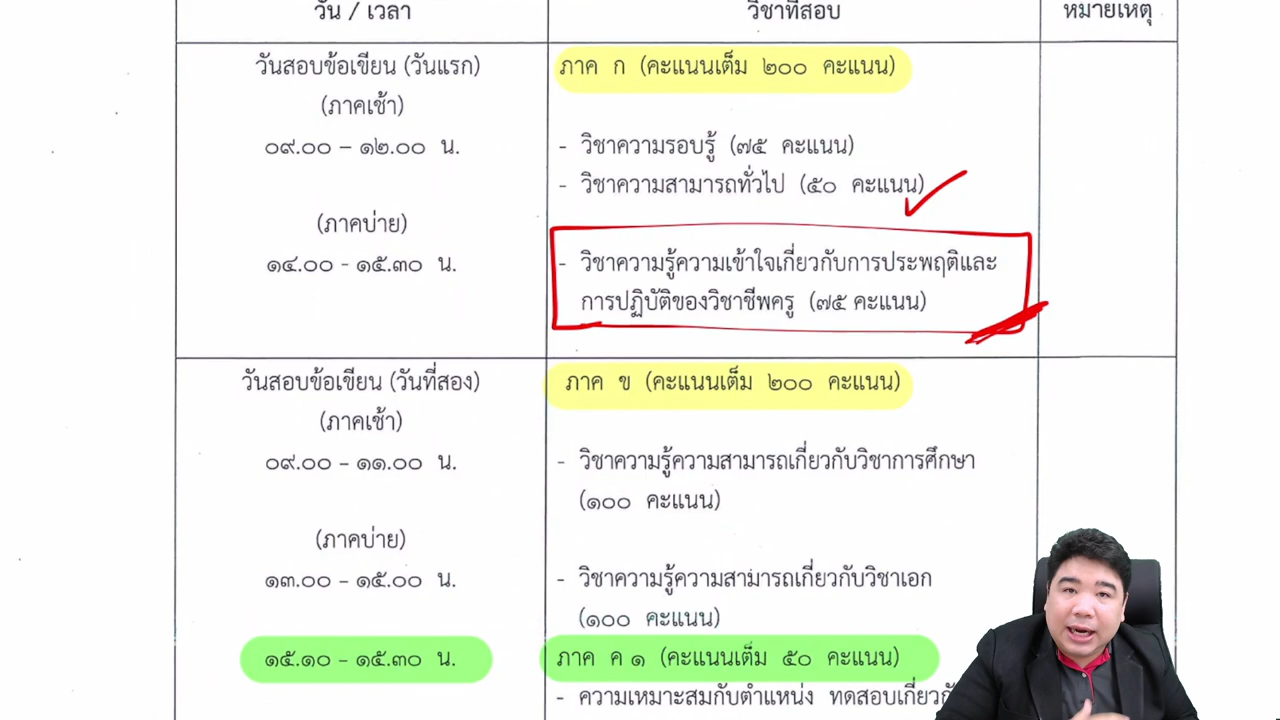 วัน / เวลา
วิชาที่สอบ
หมายเหตุ
วันสอบข้อเขียน (วันแรก)
(ภาคเช้า)
๐๙.๐๐ – ๑๒.๐๐ น.
(ภาคบ่าย)
๑๔.๐๐ - ๑๕.๓๐ น.
ภาค ก (คะแนนเต็ม ๒๐๐ คะแนน)
- วิชาความรอบรู้ (๗๕ คะแนน)
- วิชาความสามารถทั่วไป (๕๐ คะแนน)
- วิชาความรู้ความเข้าใจเกี่ยวกับการประพฤติและ
การปฏิบัติของวิชาชีพครู (๗๕ คะแนน)
วันสอบข้อเขียน (วันที่สอง)
(ภาคเช้า)
๐๙.๐๐ – ๑๑.๐๐ น.
(ภาคบ่าย)
๑๓.๐๐ – ๑๕.๐๐ น.
๑๕.๑๐ – ๑๕.๓๐ น.
ภาค ข (คะแนนเต็ม ๒๐๐ คะแนน)
- วิชาความรู้ความสามารถเกี่ยวกับวิชาการศึกษา
(๑๐๐ คะแนน)
- วิชาความรู้ความสามารถเกี่ยวกับวิชาเอก
(๑๐๐ คะแนน)
ภาค ค ๑ (คะแนนเต็ม ๕๐ คะแนน)
- ความเหมาะสมกับตำแหน่ง